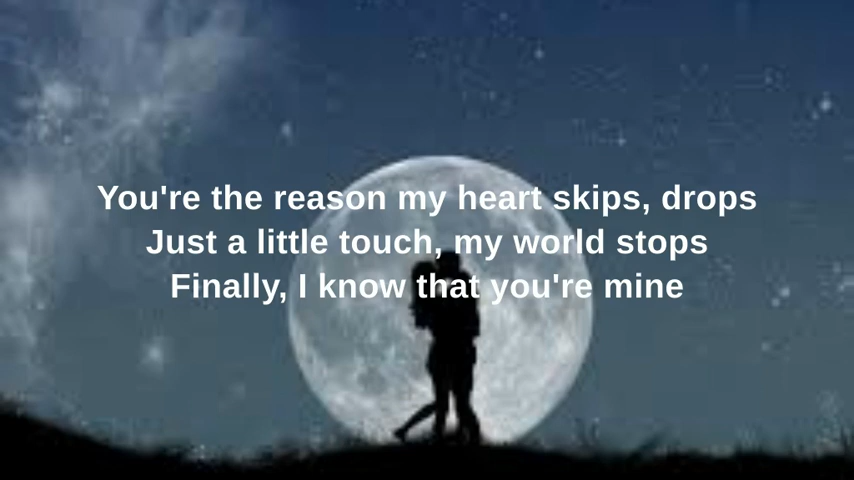 You're the reason my heart skips, drops
Just a little touch, my world stops
Finally, I know that you're mine